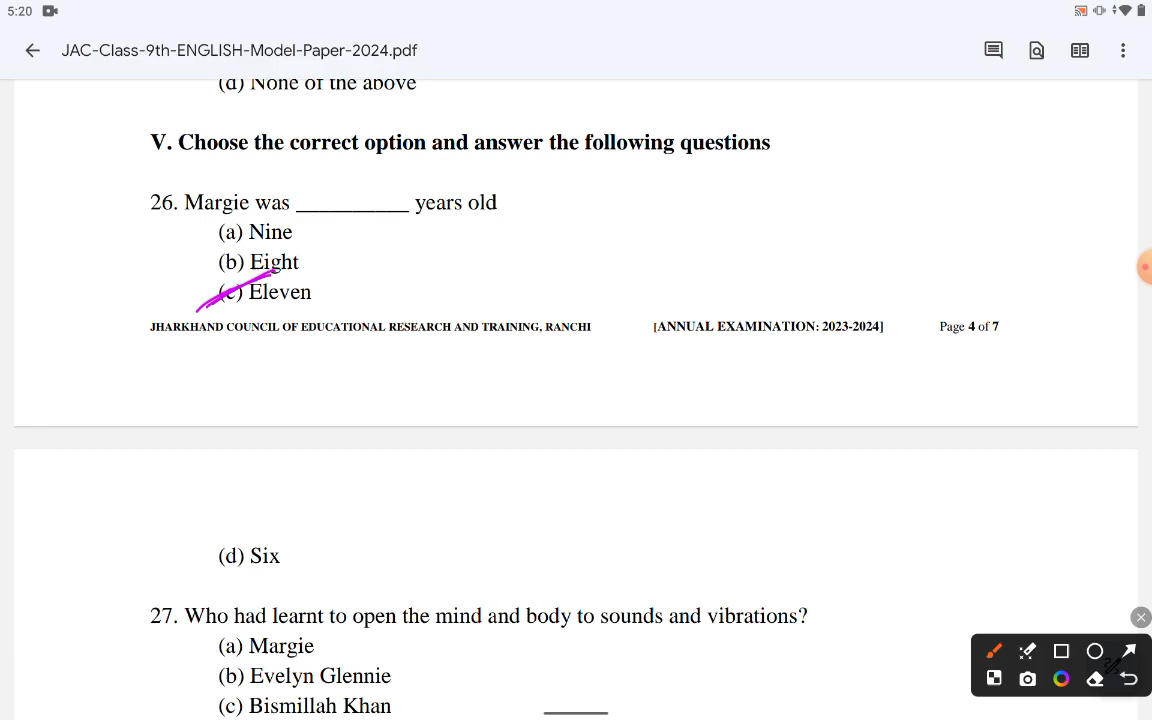 5:20
JAC-Class-9th-ENGLISH-Model-Paper-2024.pdf
(d) None of the above
V. Choose the correct option and answer the following questions
26. Margie was __________ years old
(a) Nine
(b) Eight
(c) Eleven
JHARKHAND COUNCIL OF EDUCATIONAL RESEARCH AND TRAINING, RANCHI [ANNUAL EXAMINATION: 2023-2024] Page 4 of 7
(d) Six
27. Who had learnt to open the mind and body to sounds and vibrations?
(a) Margie
(b) Evelyn Glennie
(c) Bismillah Khan